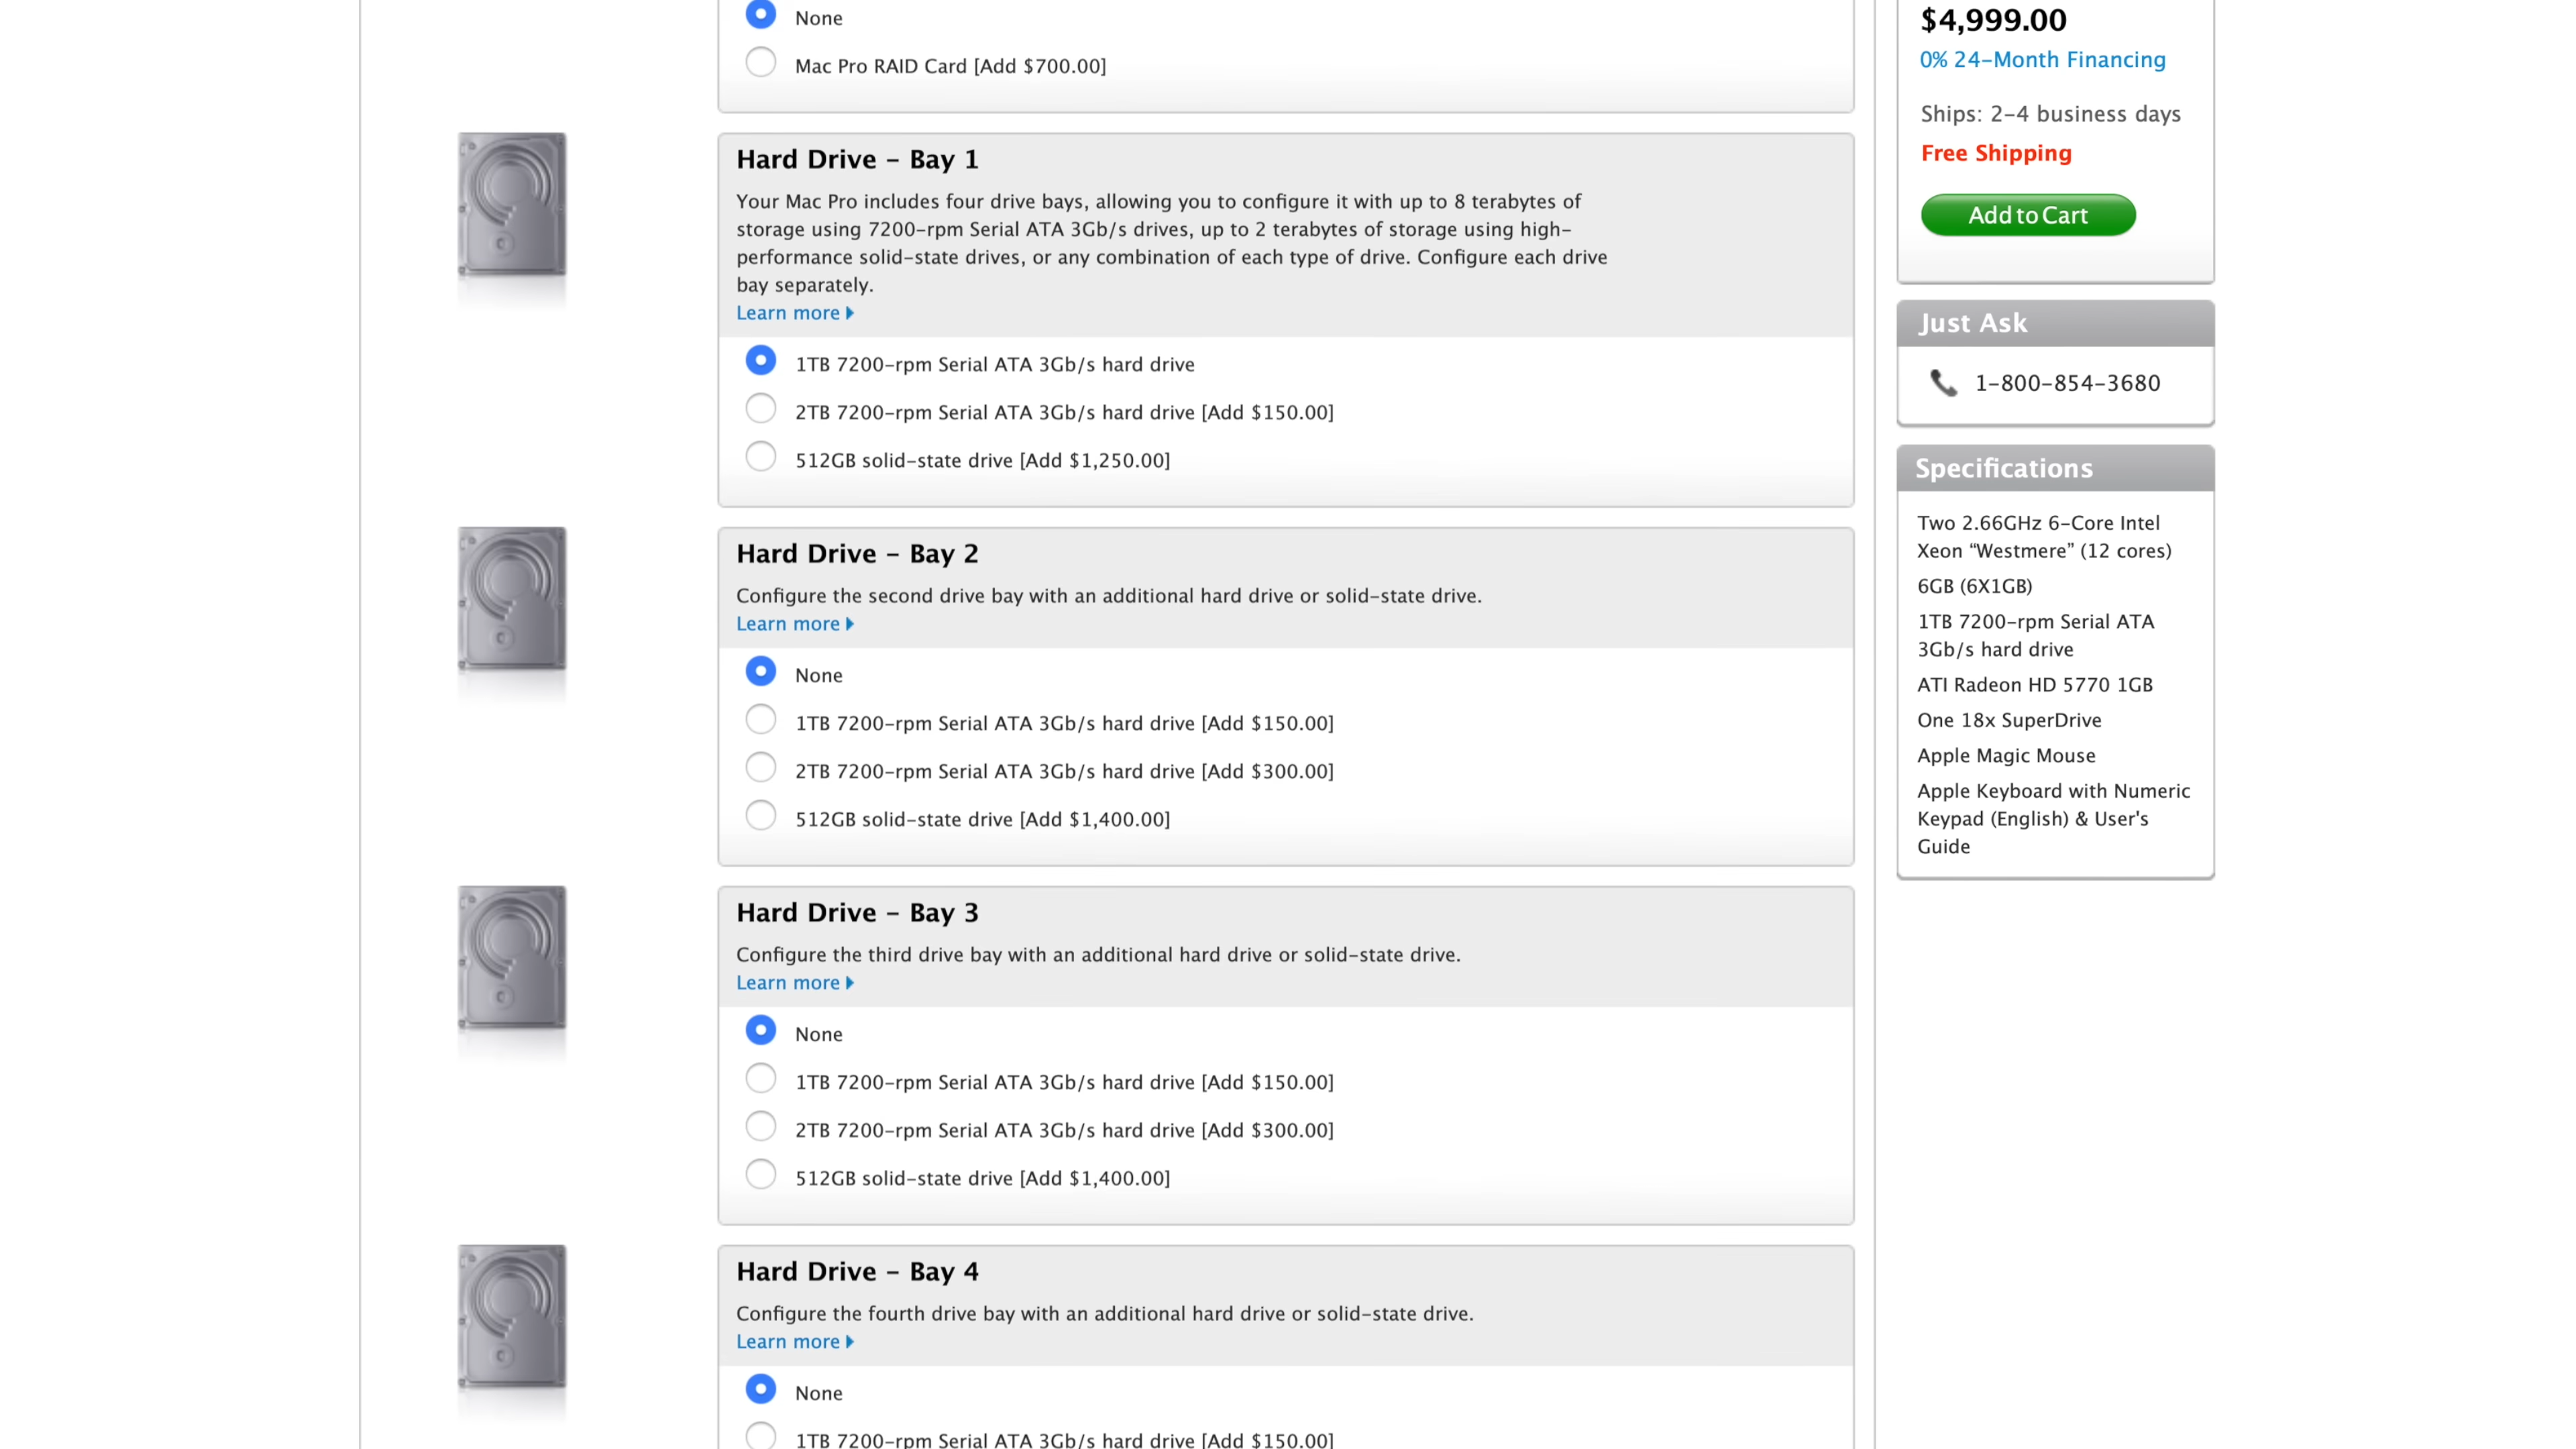 None
Mac Pro RAID Card [Add $700.00]
Hard Drive – Bay 1
Your Mac Pro includes four drive bays, allowing you to configure it with up to 8 terabytes of
storage using 7200-rpm Serial ATA 3Gb/s drives, up to 2 terabytes of storage using high-
performance solid-state drives, or any combination of each type of drive. Configure each drive
bay separately.
Learn more
1TB 7200-rpm Serial ATA 3Gb/s hard drive
2TB 7200-rpm Serial ATA 3Gb/s hard drive [Add $150.00]
512GB solid-state drive [Add $1,250.00]
Hard Drive – Bay 2
Configure the second drive bay with an additional hard drive or solid-state drive.
Learn more
None
1TB 7200-rpm Serial ATA 3Gb/s hard drive [Add $150.00]
2TB 7200-rpm Serial ATA 3Gb/s hard drive [Add $300.00]
512GB solid-state drive [Add $1,400.00]
Hard Drive – Bay 3
Configure the third drive bay with an additional hard drive or solid-state drive.
Learn more
None
1TB 7200-rpm Serial ATA 3Gb/s hard drive [Add $150.00]
2TB 7200-rpm Serial ATA 3Gb/s hard drive [Add $300.00]
512GB solid-state drive [Add $1,400.00]
Hard Drive – Bay 4
Configure the fourth drive bay with an additional hard drive or solid-state drive.
Learn more
None
1TB 7200-rpm Serial ATA 3Gb/s hard drive [Add $150.00]
$4,999.00
0% 24-Month Financing
Ships: 2-4 business days
Free Shipping
Add to Cart
Just Ask
1-800-854-3680
Specifications
Two 2.66GHz 6-Core Intel
Xeon “Westmere” (12 cores)
6GB (6X1GB)
1TB 7200-rpm Serial ATA
3Gb/s hard drive
ATI Radeon HD 5770 1GB
One 18x SuperDrive
Apple Magic Mouse
Apple Keyboard with Numeric
Keypad (English) & User's
Guide